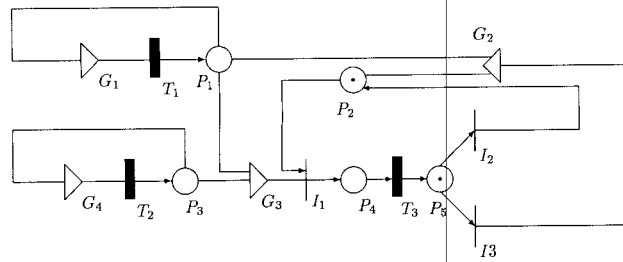 G₂
G₁
T₁
P₁
P₂
I₂
G₄
T₂
P₃
G₃
I₁
P₄
T₃
P₅
I3